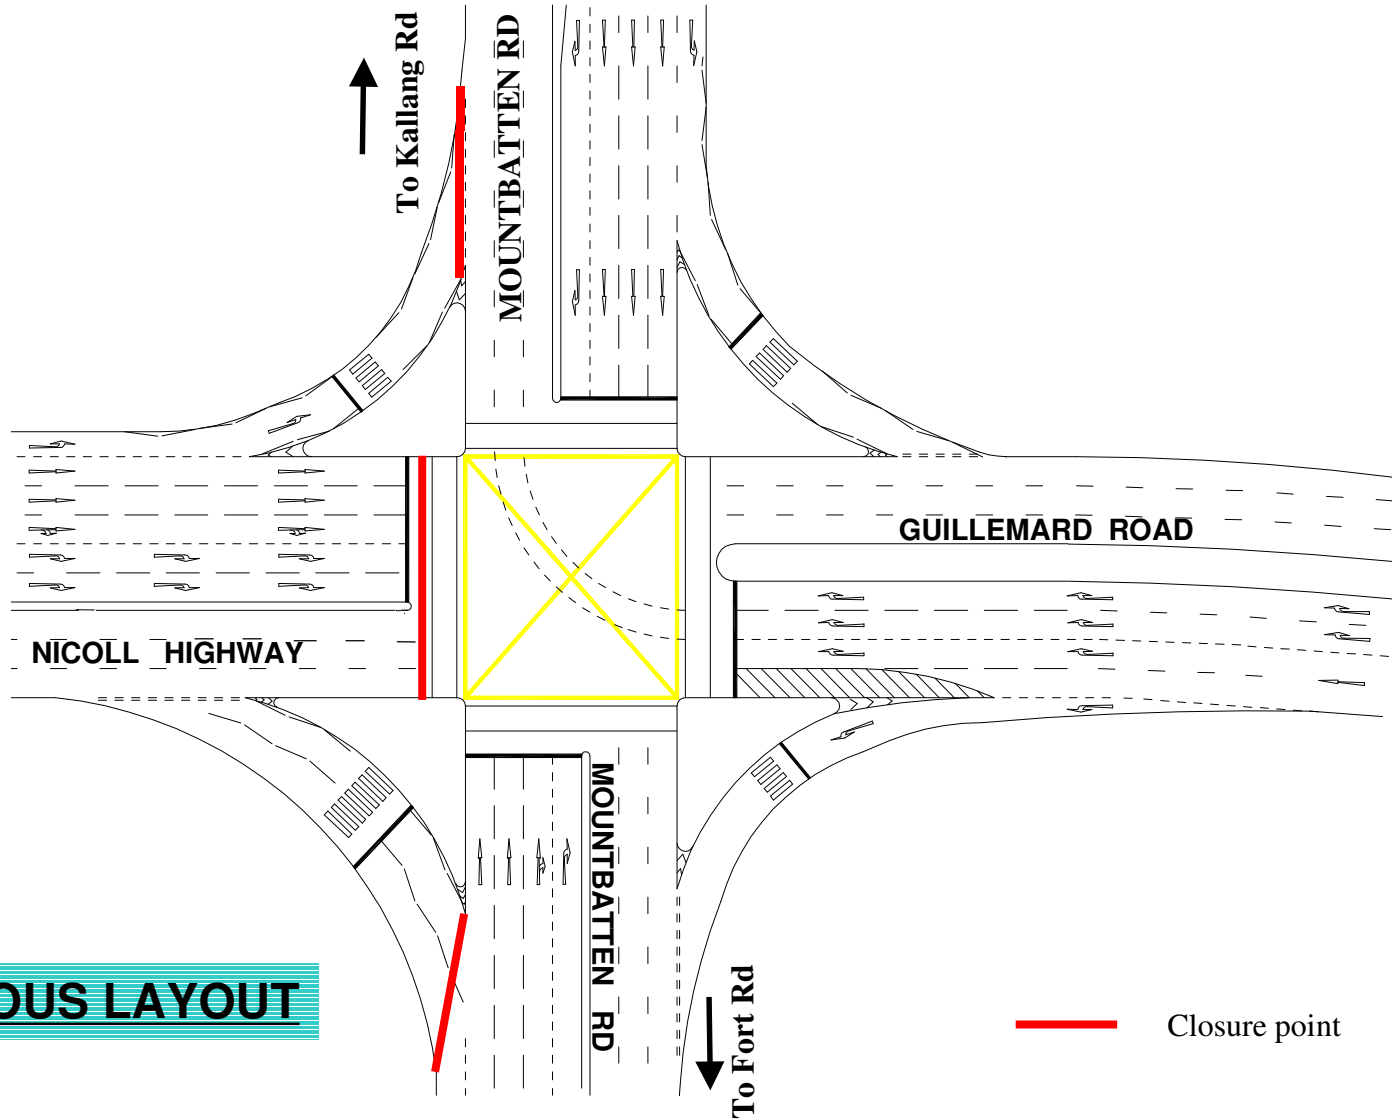 To Kallang Rd
MOUNTBATTEN RD
GUILLEMARD ROAD
NICOLL HIGHWAY
MOUNTBATTEN RD
OUS LAYOUT
To Fort Rd
Closure point